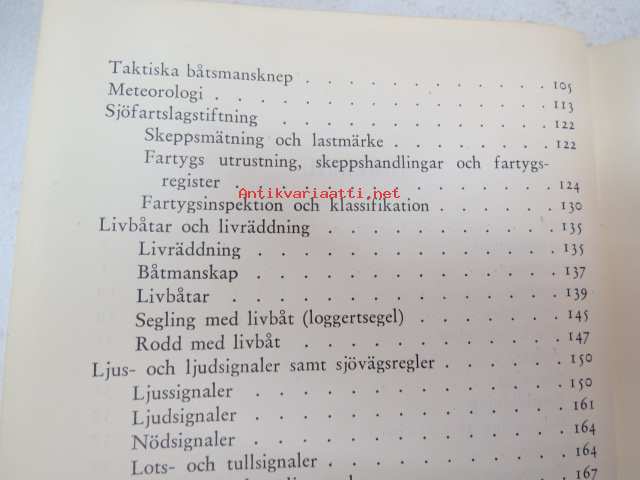 Taktiska båtsmansknep . . . . . . . . . . . 105
Meteorologi . . . . . . . . . . . . . . . 113
Sjöfartslagstiftning . . . . . . . . . . . . 122
Skeppsmätning och lastmärke . . . . . . . . 122
Fartygs utrustning, skeppshandlingar och fartygs-
register . . . . . . . . . . . . . . 124
Antikvariaatti.net
Fartygsinspektion och klassifikation . . . . . . 130
Livbåtar och livräddning . . . . . . . . . . 135
Livräddning . . . . . . . . . . . . . 135
Båtmanskap . . . . . . . . . . . . . 137
Livbåtar . . . . . . . . . . . . . . 139
Segling med livbåt (loggertsegel) . . . . . . . 145
Rodd med livbåt . . . . . . . . . . . 147
Ljus- och ljudsignaler samt sjövägsregler . . . . . . 150
Ljussignaler . . . . . . . . . . . . . 150
Ljudsignaler . . . . . . . . . . . . . 161
Nödsignaler . . . . . . . . . . . . . 164
Lots- och tullsignaler . . . . . . . . . . 164
167